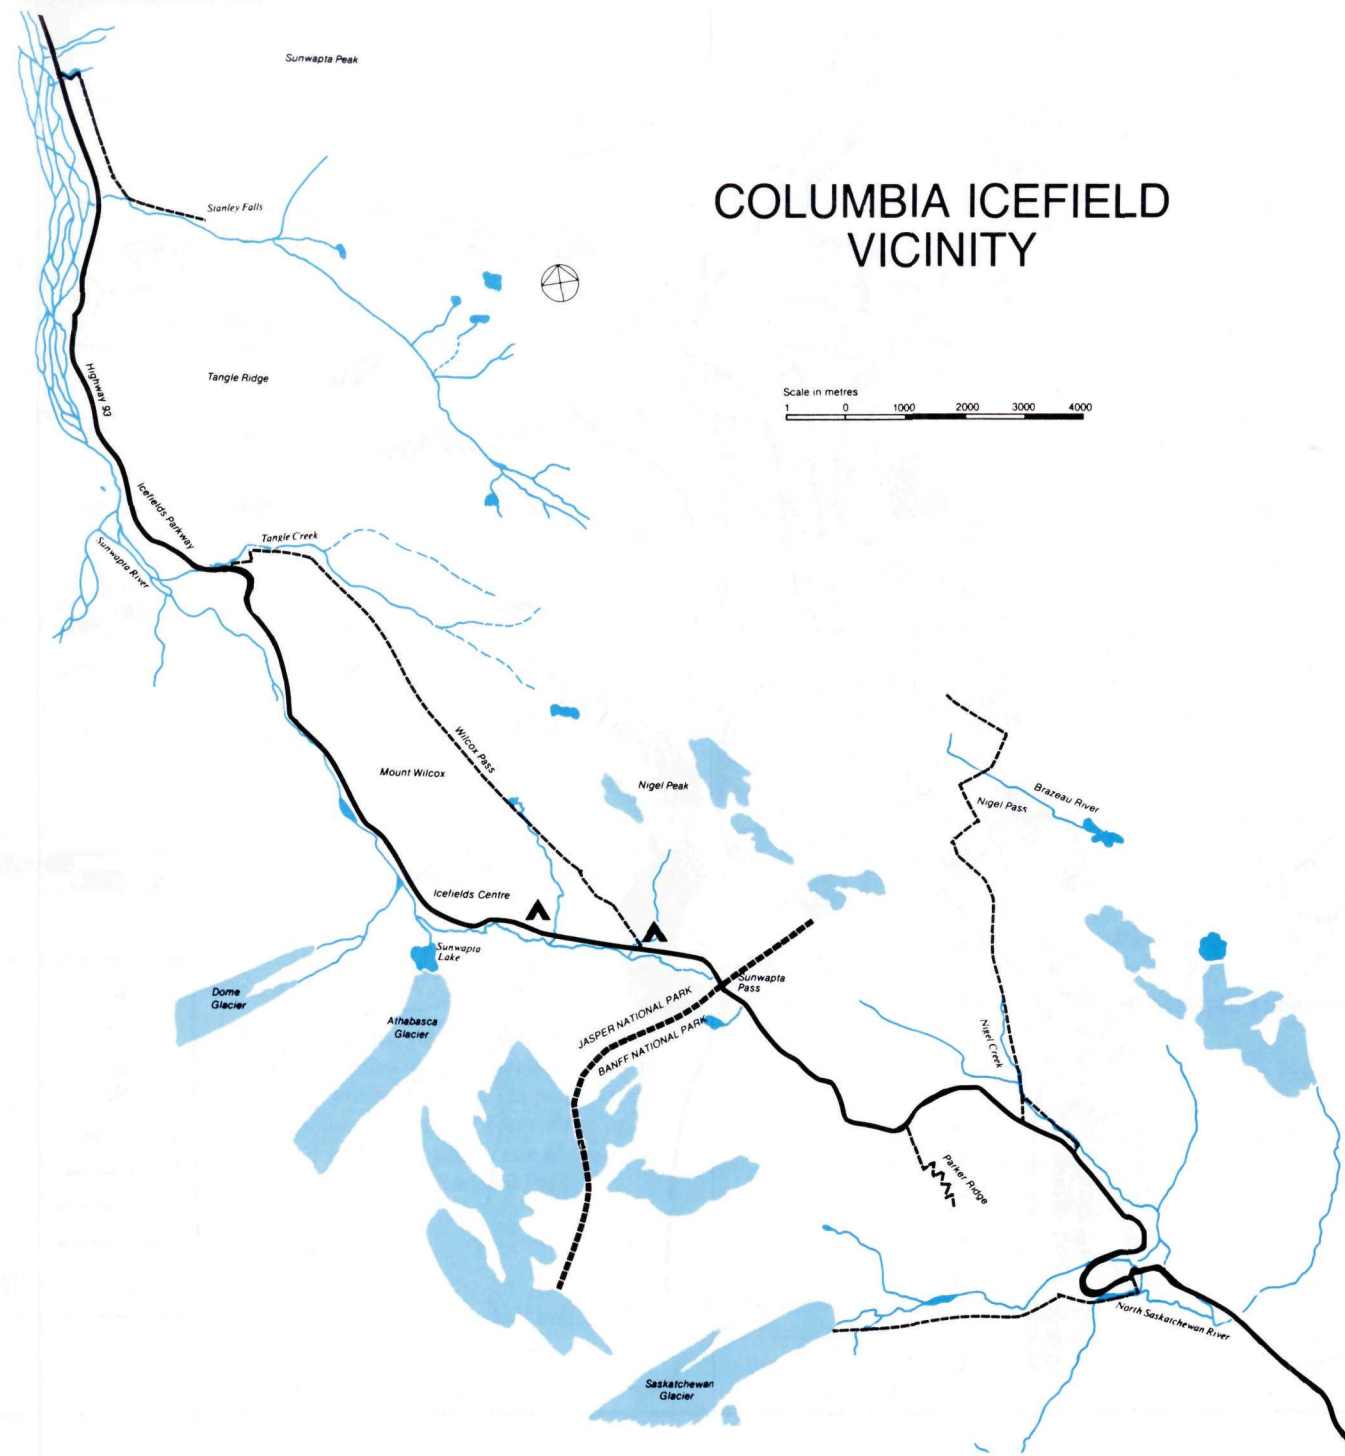 Sunwapta Peak
COLUMBIA ICEFIELD
VICINITY
Stanley Falls
Tangle Ridge
Highway 93
Scale in metres
1 0 1000 2000 3000 4000
Icefields Parkway
Tangle Creek
Sunwapta River
Wilcox Pass
Mount Wilcox
Nigel Peak
Brazeau River
Nigel Pass
Icefields Centre
Sunwapta
Lake
Sunwapta
Pass
Dome
Glacier
JASPER NATIONAL PARK
BANFF NATIONAL PARK
Athabasca
Glacier
Nigel Creek
Parker Ridge
North Saskatchewan River
Saskatchewan
Glacier